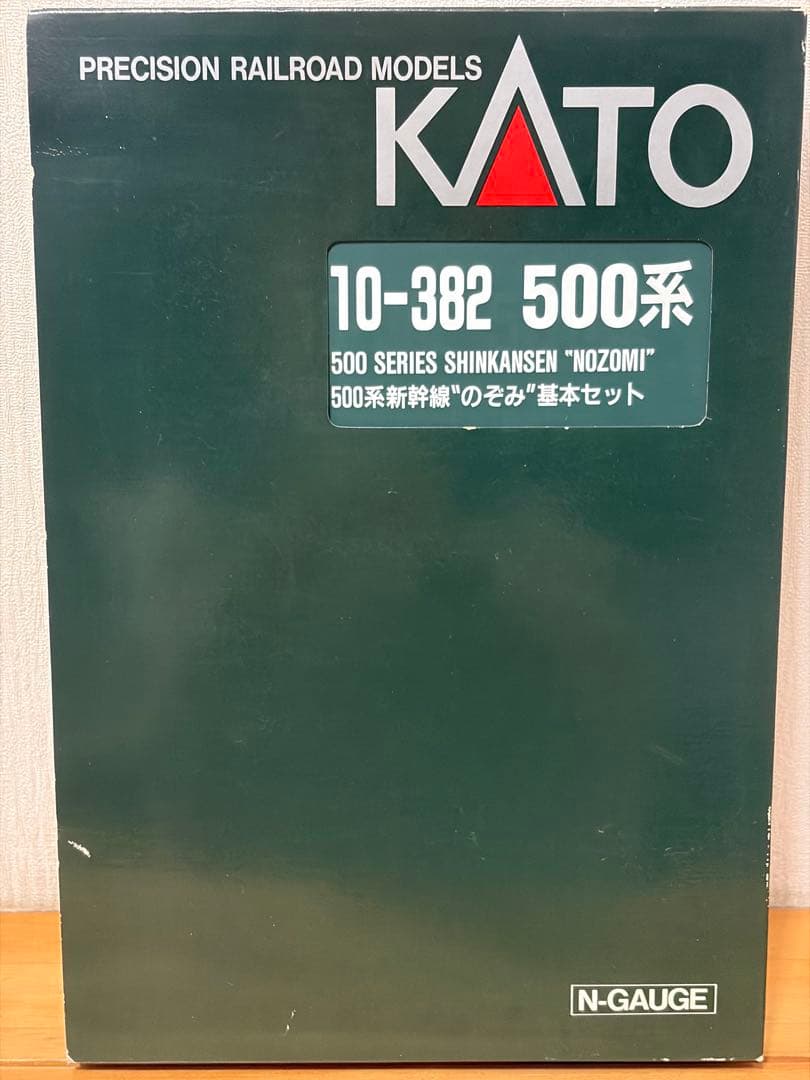 PRECISION RAILROAD MODELS
KATO
10-382 500系
500 SERIES SHINKANSEN "NOZOMI"
500系新幹線"のぞみ"基本セット
N-GAUGE